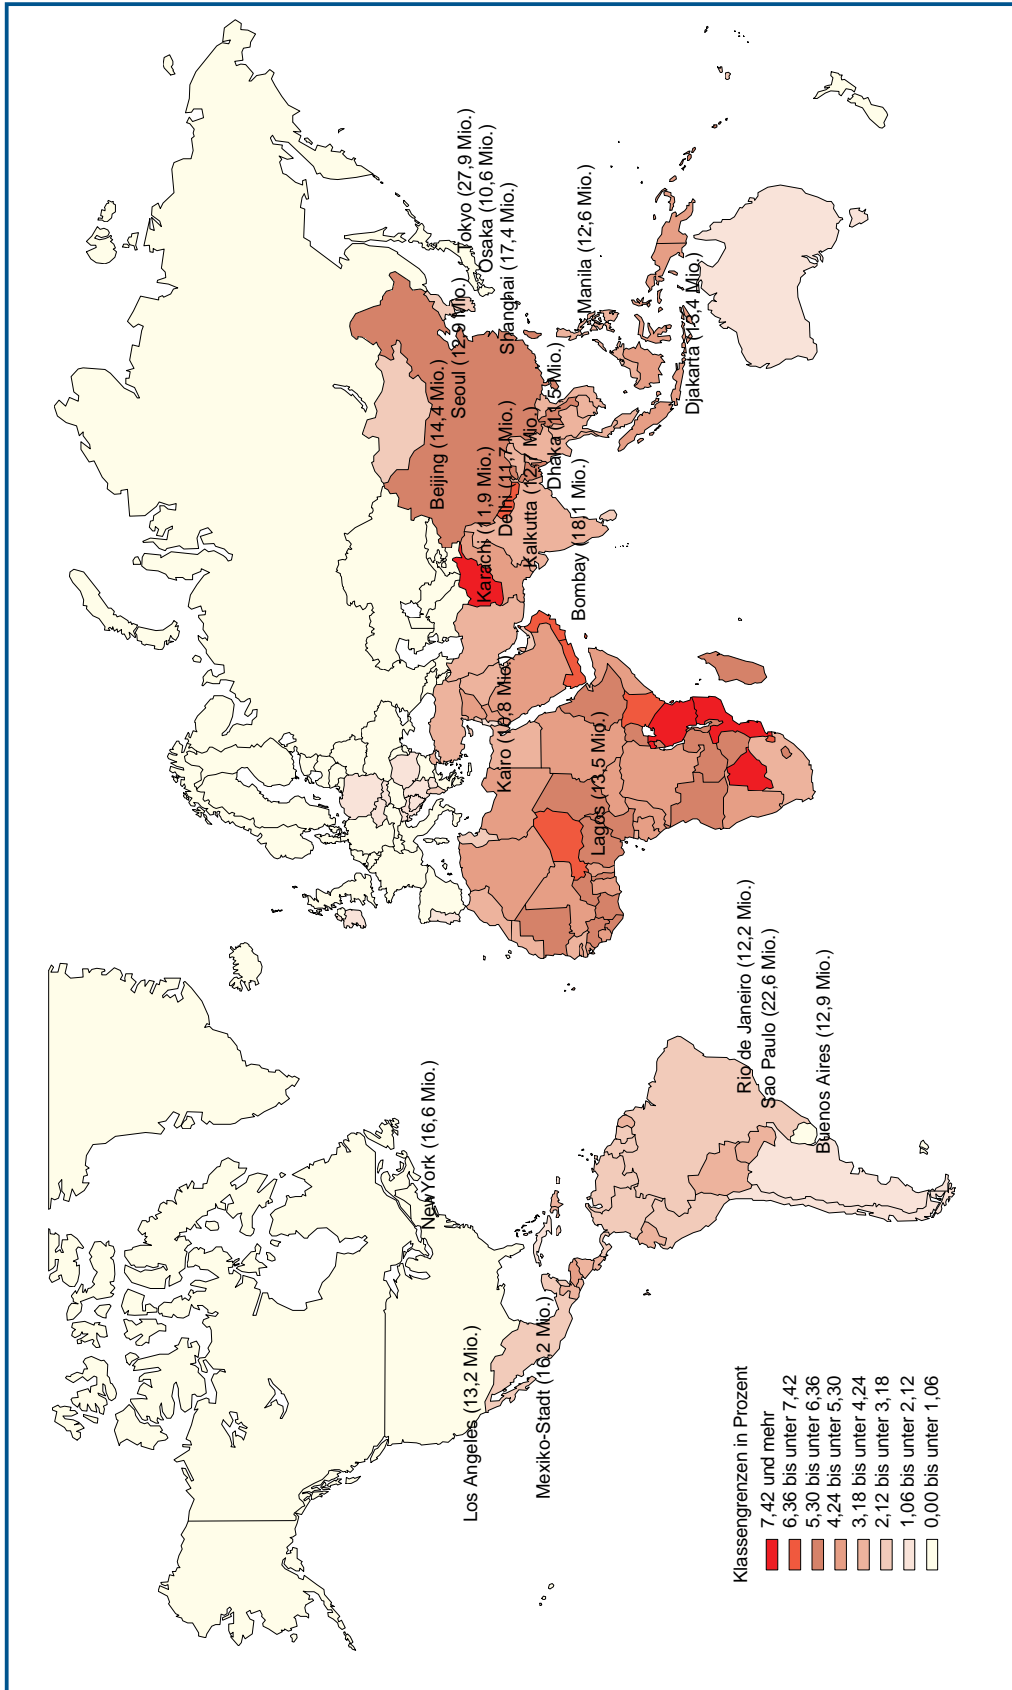 Los Angeles (13,2 Mio.)
NewYork (16,6 Mio.)
Mexiko-Stadt (16,2 Mio.)
Rio de Janeiro (12,2 Mio.)
Sao Paulo (22,6 Mio.)
Buenos Aires (12,9 Mio.)
Kairo (10,8 Mio.)
Lagos (13,5 Mio.)
Beijing (14,4 Mio.)
Seoul (12,9 Mio.)
Tokyo (27,9 Mio.)
Osaka (10,6 Mio.)
Shanghai (17,4 Mio.)
Karachi (11,9 Mio.)
Delhi (11,7 Mio.)
Kalkutta (12,7 Mio.)
Dhaka (11,5 Mio.)
Bombay (18,1 Mio.)
Manila (12,6 Mio.)
Djakarta (13,4 Mio.)
Klassengrenzen in Prozent
7,42 und mehr
6,36 bis unter 7,42
5,30 bis unter 6,36
4,24 bis unter 5,30
3,18 bis unter 4,24
2,12 bis unter 3,18
1,06 bis unter 2,12
0,00 bis unter 1,06